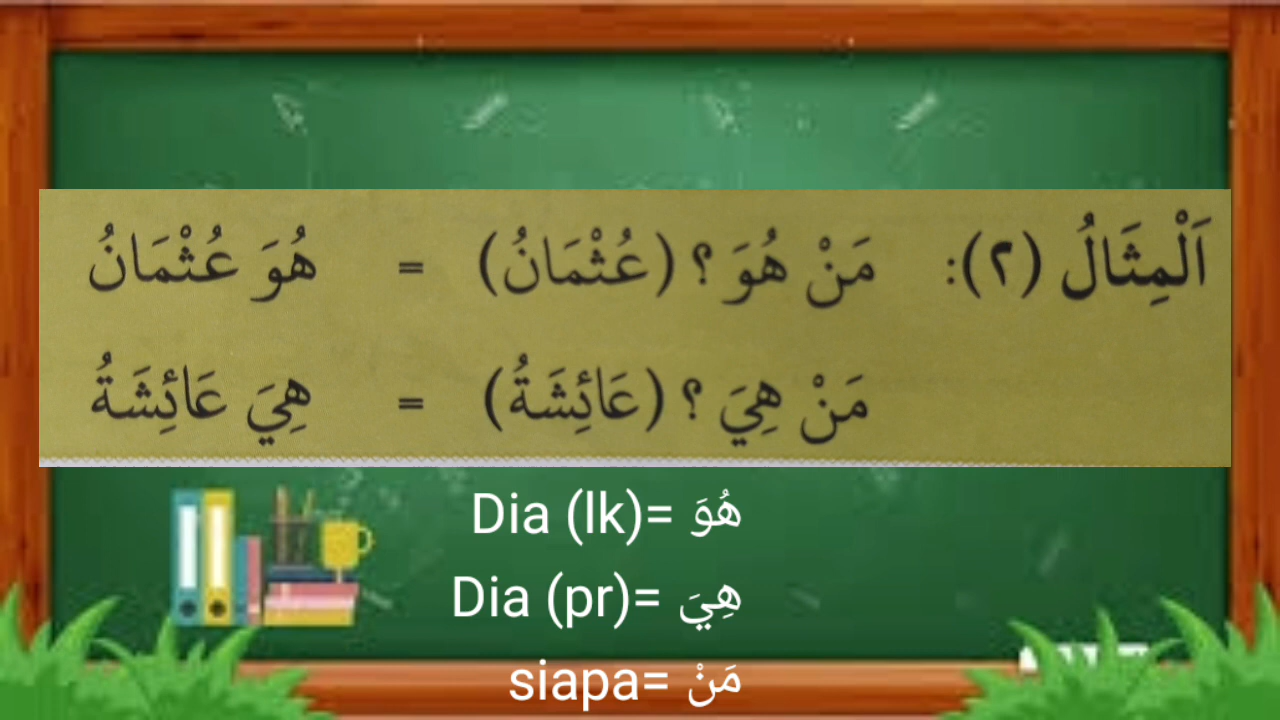 اَلْمِثَالُ (٢): مَنْ هُوَ ؟ (عُثْمَانُ) = هُوَ عُثْمَانُ
مَنْ هِيَ ؟ (عَائِشَةُ) = هِيَ عَائِشَةُ
Dia (lk)= هُوَ
Dia (pr)= هِيَ
siapa= مَنْ